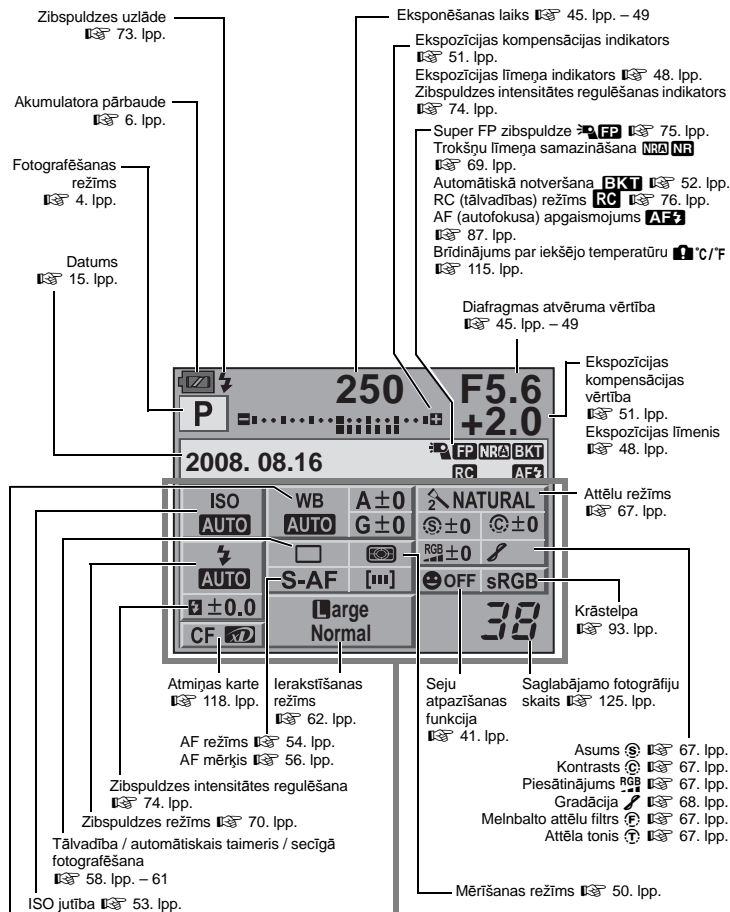 Zibspuldzes uzlāde
☞ 73. lpp.
Akumulatora pārbaude
☞ 6. lpp.
Fotografēšanas
režīms
☞ 4. lpp.
Datums
☞ 15. lpp.
Eksponēšanas laiks ☞ 45. lpp. – 49
Ekspozīcijas kompensācijas indikators
☞ 51. lpp.
Ekspozīcijas līmeņa indikators ☞ 48. lpp.
Zibspuldzes intensitātes regulēšanas indikators
☞ 74. lpp.
Super FP zibspuldze FP ☞ 75. lpp.
Trokšņu līmeņa samazināšana NRA NR
☞ 69. lpp.
Automātiskā notveršana BKT ☞ 52. lpp.
RC (tālvadības) režīms RC ☞ 76. lpp.
AF (autofokusa) apgaismojums AF
☞ 87. lpp.
Brīdinājums par iekšējo temperatūru °C/°F
☞ 115. lpp.
Diafragmas atvēruma vērtība
☞ 45. lpp. – 49
Ekspozīcijas
kompensācijas
vērtība
☞ 51. lpp.
Ekspozīcijas līmenis
☞ 48. lpp.
250 F5.6
P +2.0
2008. 08.16 FP NRA BKT
RC AF
ISO WB A±0 2 NATURAL
AUTO AUTO G±0 S±0 C±0
RGB±0
AUTO S-AF OFF sRGB
±0.0 Large
CF xD Normal 38
Attēlu režīms
☞ 67. lpp.
Krāstelpa
☞ 93. lpp.
Atmiņas karte
☞ 118. lpp.
Ierakstīšanas
režīms
☞ 62. lpp.
Seju
atpazīšanas
funkcija
☞ 41. lpp.
Saglabājamo fotogrāfiju
skaits ☞ 125. lpp.
AF režīms ☞ 54. lpp.
AF mērķis ☞ 56. lpp.
Zibspuldzes intensitātes regulēšana
☞ 74. lpp.
Zibspuldzes režīms ☞ 70. lpp.
Tālvadība / automātiskais taimeris / secīgā
fotografēšana
☞ 58. lpp. – 61
ISO jutība ☞ 53. lpp.
Asums S ☞ 67. lpp.
Kontrasts C ☞ 67. lpp.
Piesātinājums RGB ☞ 67. lpp.
Gradācija ☞ 68. lpp.
Melnbalto attēlu filtrs F ☞ 67. lpp.
Attēla tonis T ☞ 67. lpp.
Mērīšanas režīms ☞ 50. lpp.